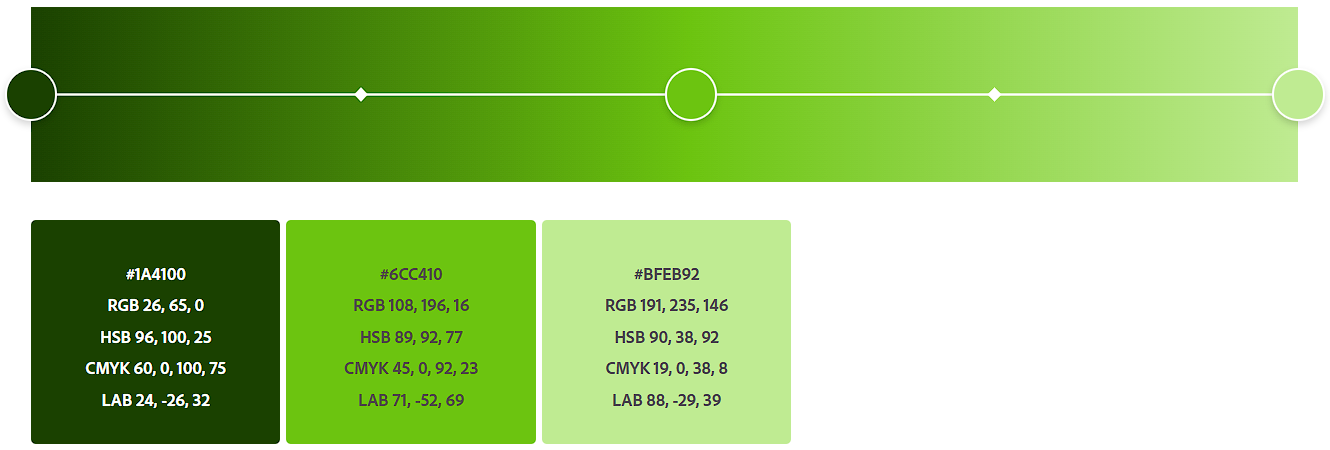 #1A4100
RGB 26, 65, 0
HSB 96, 100, 25
CMYK 60, 0, 100, 75
LAB 24, -26, 32
#6CC410
RGB 108, 196, 16
HSB 89, 92, 77
CMYK 45, 0, 92, 23
LAB 71, -52, 69
#BFEB92
RGB 191, 235, 146
HSB 90, 38, 92
CMYK 19, 0, 38, 8
LAB 88, -29, 39